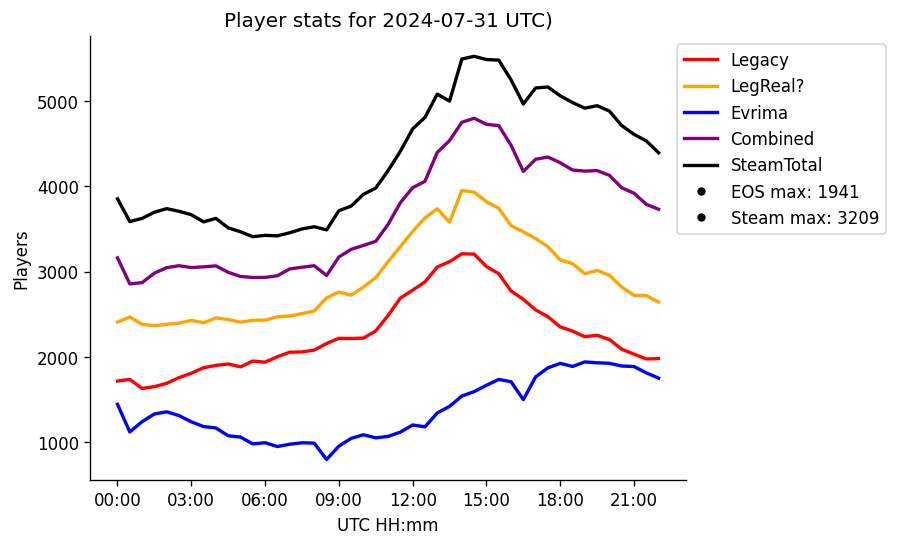 Player stats for 2024-07-31 UTC)
Legacy
LegReal?
Evrima
Combined
SteamTotal
EOS max: 1941
Steam max: 3209
Players
5000
4000
3000
2000
1000
00:00 03:00 06:00 09:00 12:00 15:00 18:00 21:00
UTC HH:mm